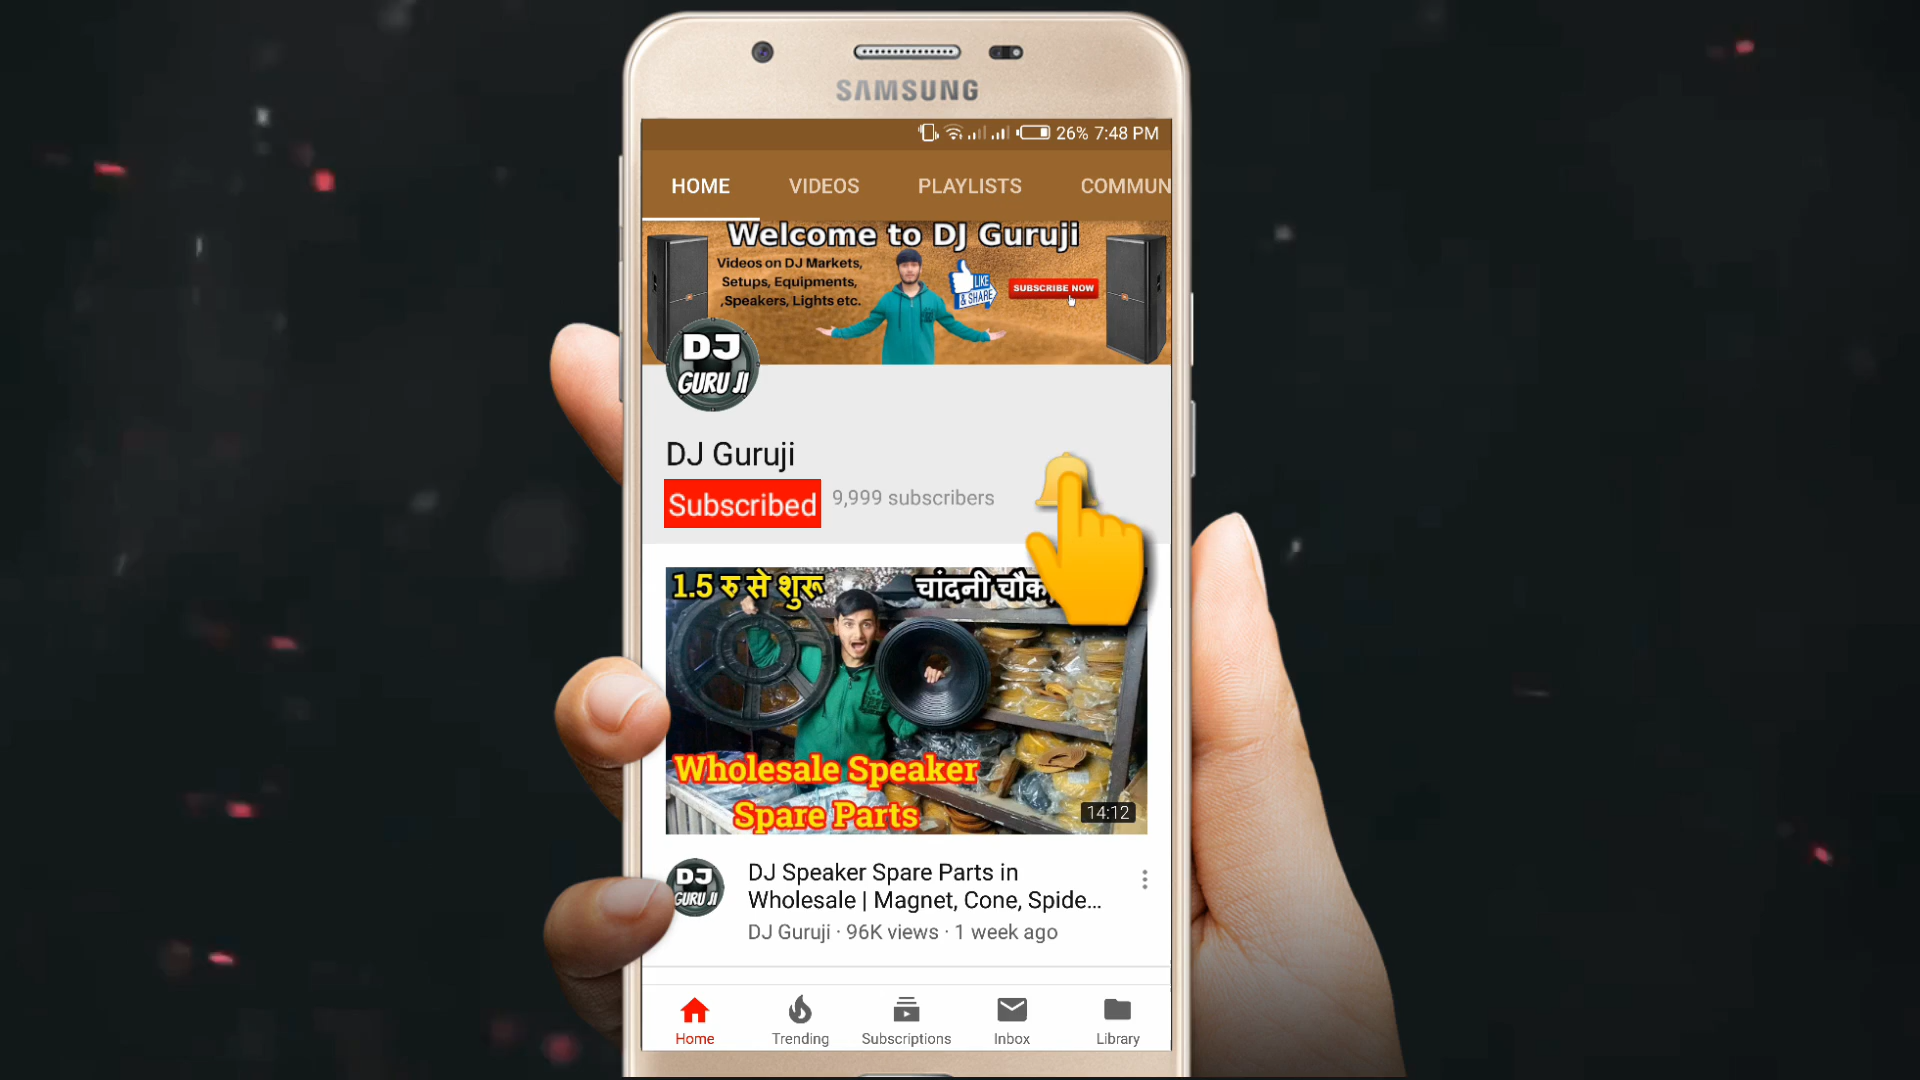 SAMSUNG
26% 7:48 PM
HOME VIDEOS PLAYLISTS COMMUN
Welcome to DJ Guruji
Videos on DJ Markets,
Setups, Equipments,
,Speakers, Lights etc.
LIKE
& SHARE
SUBSCRIBE NOW
DJ
GURU JI
DJ Guruji
Subscribed 9,999 subscribers
1.5 रु से शुरू चांदनी चौक
Wholesale Speaker
Spare Parts
14:12
DJ
GURU JI
DJ Speaker Spare Parts in
Wholesale | Magnet, Cone, Spide...
DJ Guruji · 96K views · 1 week ago
Home Trending Subscriptions Inbox Library